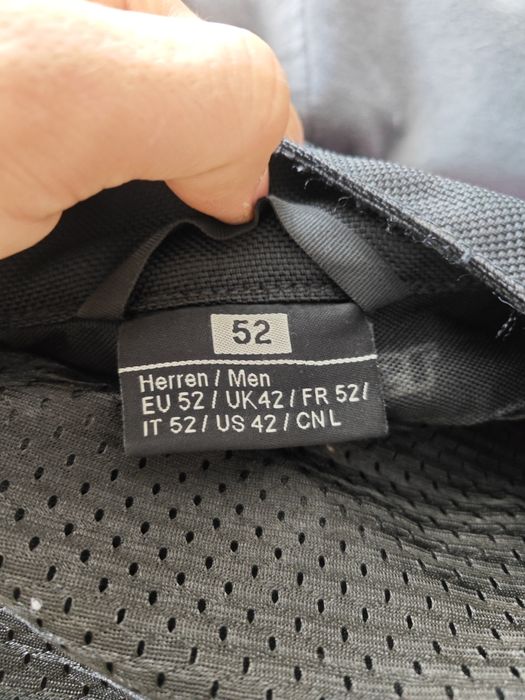 52
Herren / Men
EU 52 / UK42 / FR 52/
IT 52 / US 42 / CN L